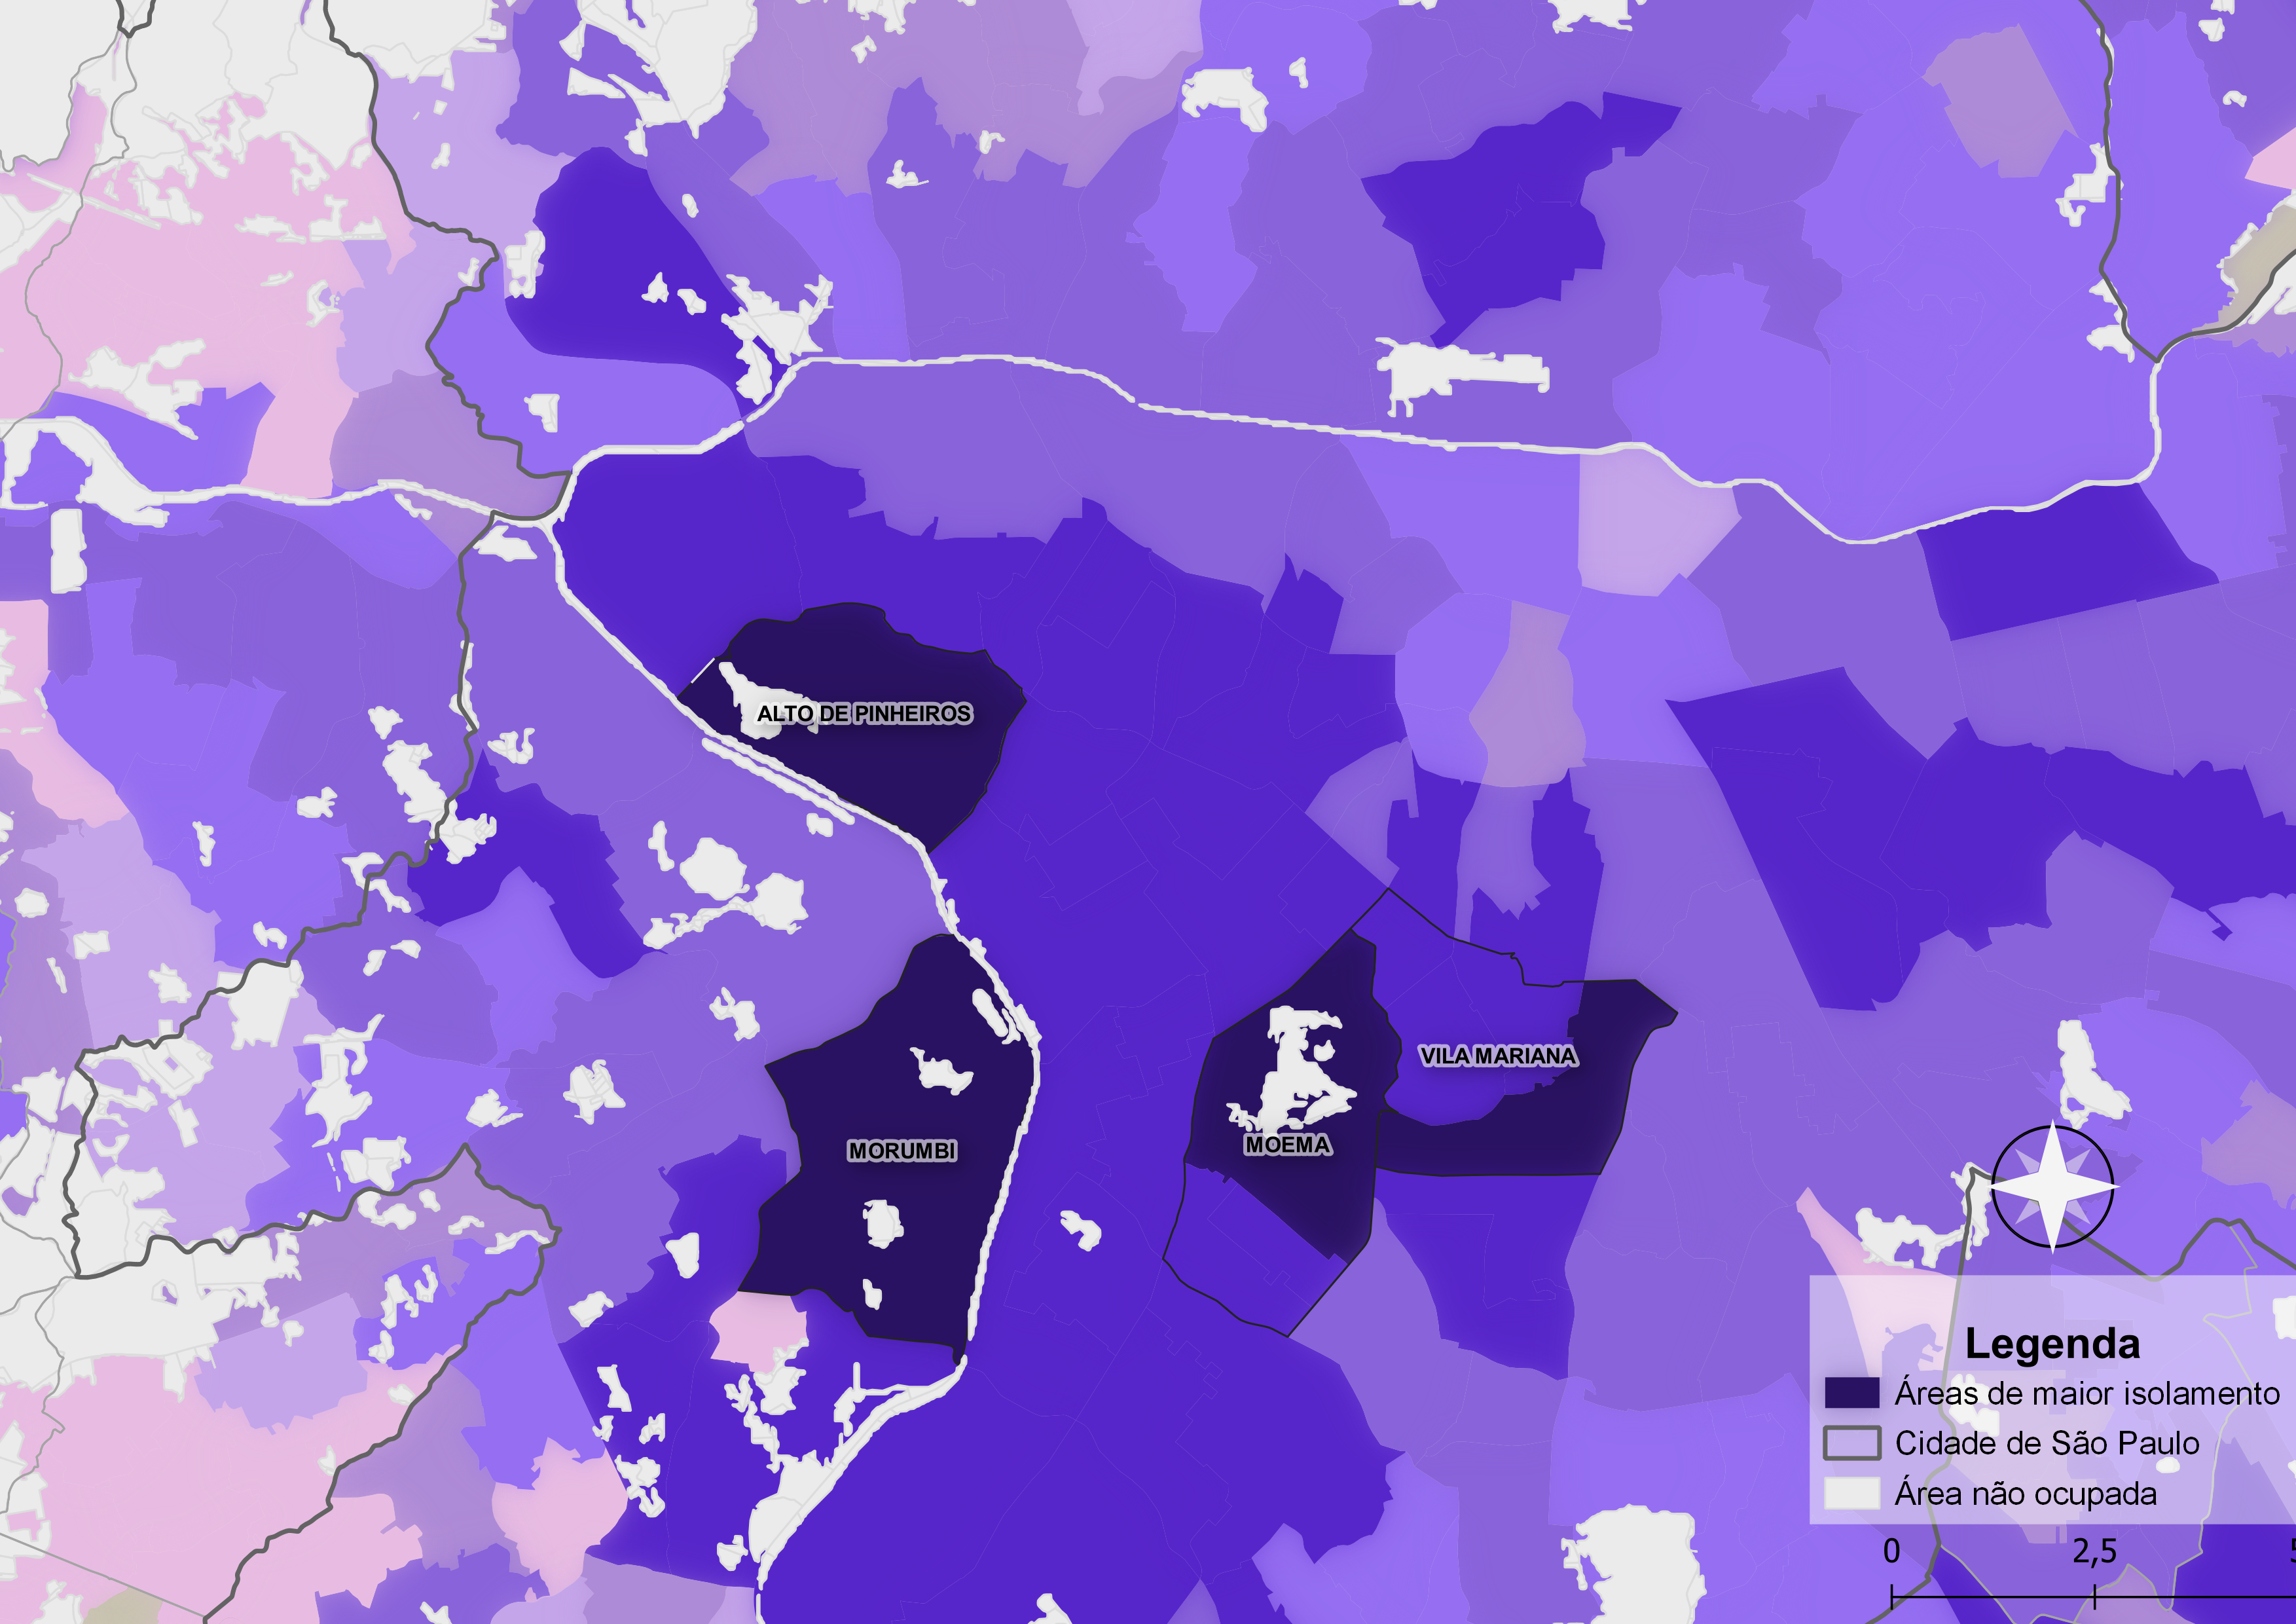 ALTO DE PINHEIROS
VILA MARIANA
MOEMA
MORUMBI
Legenda
Áreas de maior isolamento
Cidade de São Paulo
Área não ocupada
0 2,5